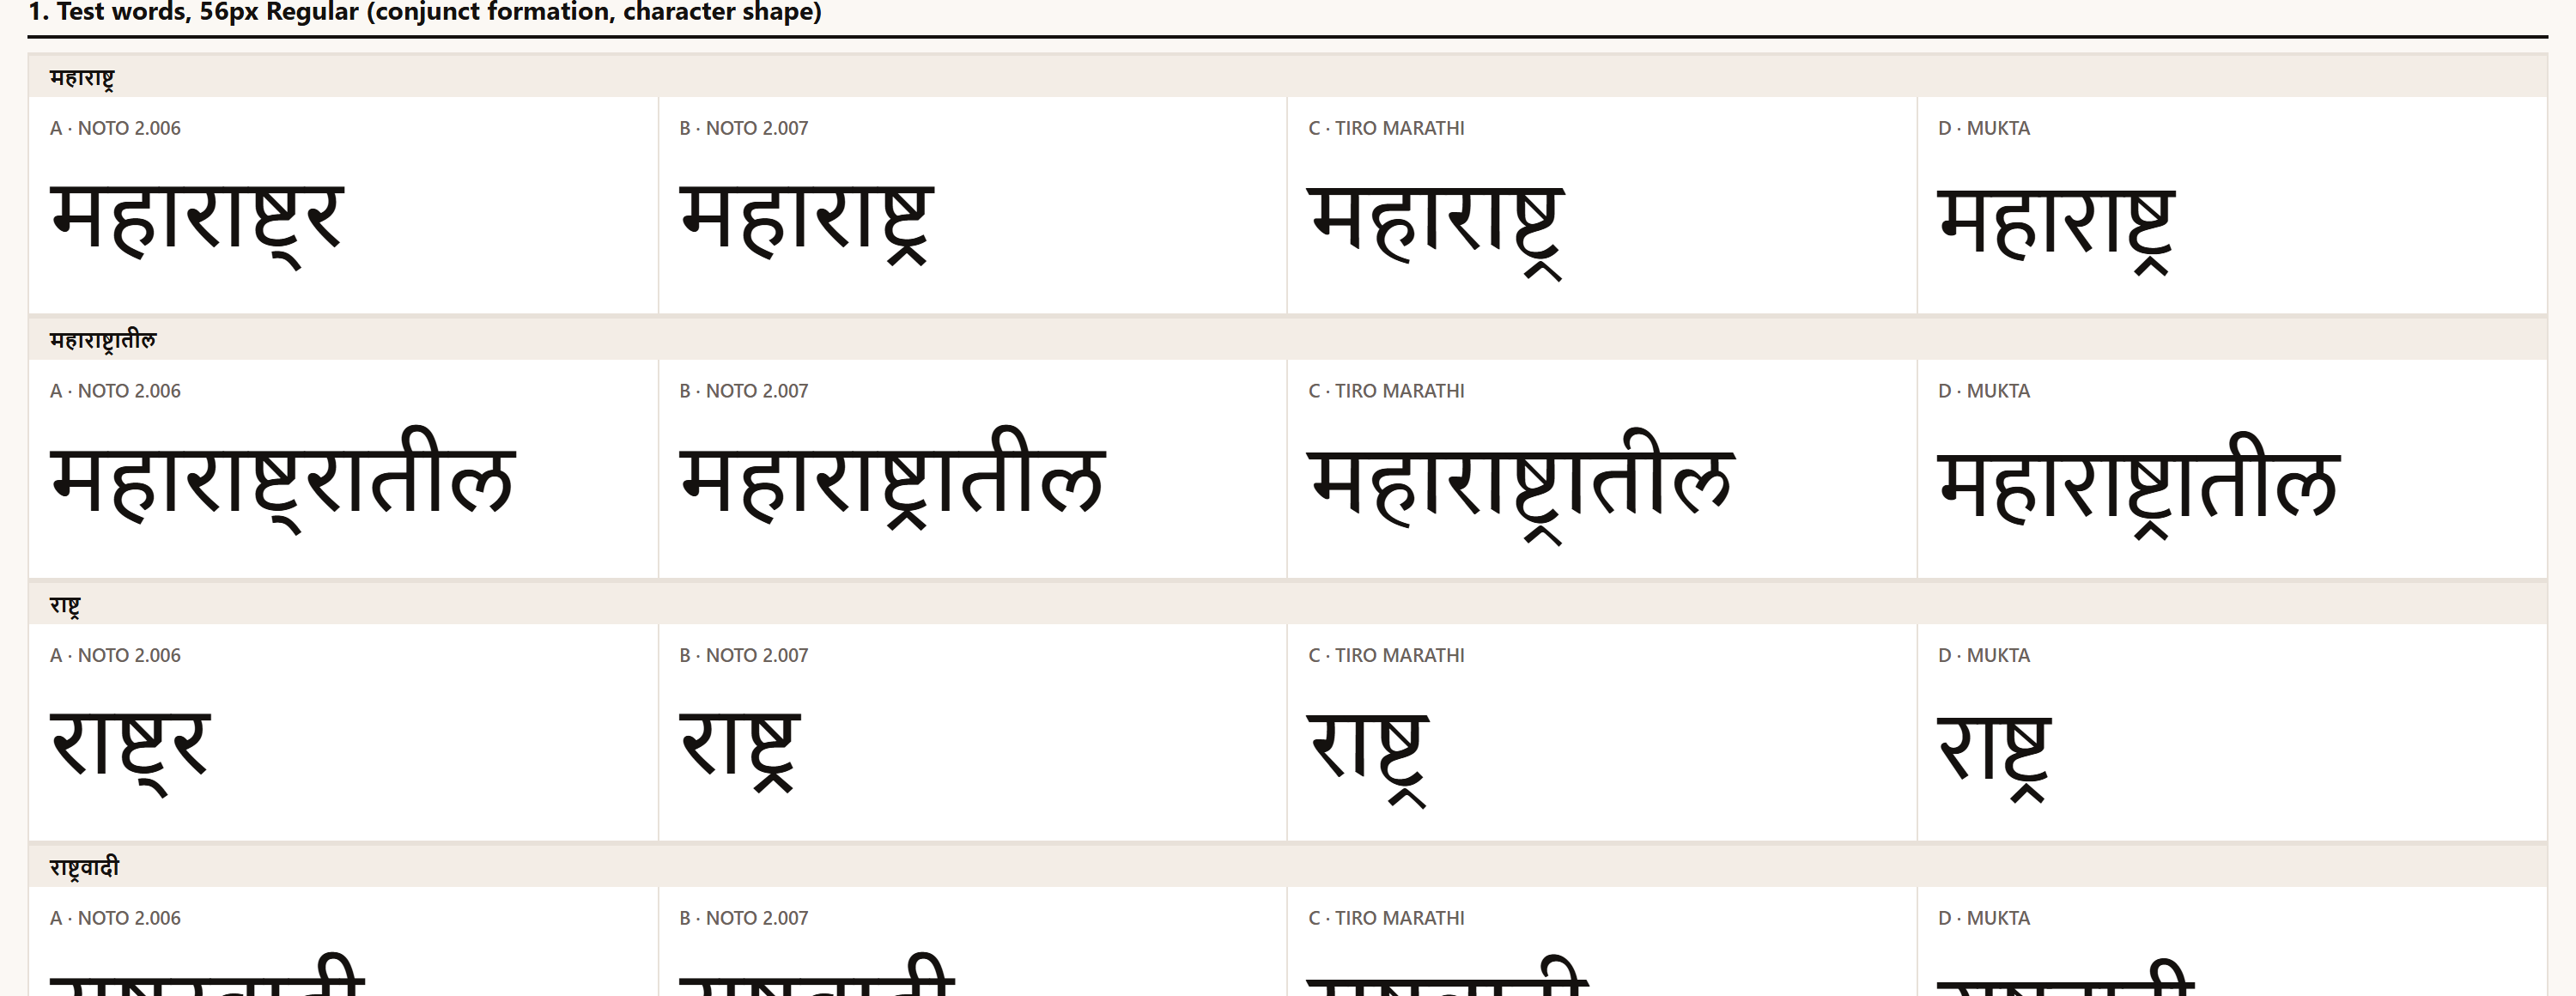 1. Test words, 56px Regular (conjunct formation, character shape)
महाराष्ट्र
A · NOTO 2.006 B · NOTO 2.007 C · TIRO MARATHI D · MUKTA
महाराष्ट्‌र महाराष्ट्र महाराष्ट्र महाराष्ट्र
महाराष्ट्रातील
A · NOTO 2.006 B · NOTO 2.007 C · TIRO MARATHI D · MUKTA
महाराष्ट्‌रातील महाराष्ट्रातील महाराष्ट्रातील महाराष्ट्रातील
राष्ट्र
A · NOTO 2.006 B · NOTO 2.007 C · TIRO MARATHI D · MUKTA
राष्ट्‌र राष्ट्र राष्ट्र राष्ट्र
राष्ट्रवादी
A · NOTO 2.006 B · NOTO 2.007 C · TIRO MARATHI D · MUKTA